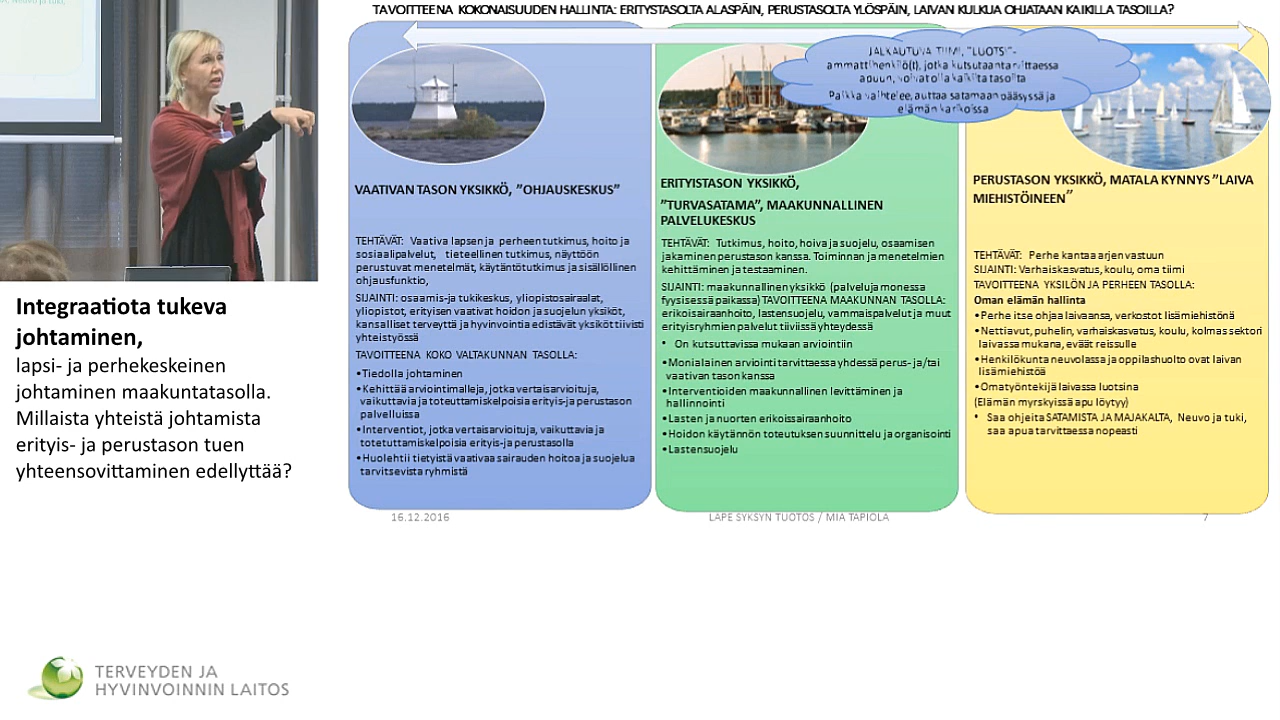 TAVOITTEENA KOKONAISUUDEN HALLINTA: ERITYSTASOLTA ALASPÄIN, PERUSTASOLTA YLÖSPÄIN, LAIVAN KULKUA OHJATAAN KAIKILLA TASOILLA?
JALKAUTUVA TIIMI, "LUOTSI"-
ammattihenkilö(t), jotka kutsutaan tarvittaessa
apuun, voivat olla kaikilta tasoilta
Paikka vaihtelee, auttaa satamaan pääsyssä ja
elämän karikoissa
VAATIVAN TASON YKSIKKÖ, ”OHJAUSKESKUS”
TEHTÄVÄT: Vaativa lapsen ja perheen tutkimus, hoito ja
sosiaalipalvelut, tieteellinen tutkimus, näyttöön
perustuvat menetelmät, käytäntötutkimus ja sisällöllinen
ohjausfunktio,
SIJAINTI: osaamis-ja tukikeskus, yliopistosairaalat,
yliopistot, erityisen vaativat hoidon ja suojelun yksiköt,
kansalliset terveyttä ja hyvinvointia edistävät yksiköt tiivisti
yhteistyössä
TAVOITTEENA KOKO VALTAKUNNAN TASOLLA:
•Tiedolla johtaminen
•Kehittää arviointimalleja, jotka vertaisarvioituja,
vaikuttavia ja toteuttamiskelpoisia erityis-ja perustason
palvelluissa
•Interventiot, jotka vertaisarvioituja, vaikuttavia ja
totetuttamiskelpoisia erityis-ja perustasolla
•Huolehtii tietyistä vaativaa sairauden hoitoa ja suojelua
tarvitsevista ryhmistä
ERITYISTASON YKSIKKÖ,
”TURVASATAMA”, MAAKUNNALLINEN
PALVELUKESKUS
TEHTÄVÄT: Tutkimus, hoito, hoiva ja suojelu, osaamisen
jakaminen perustason kanssa. Toiminnan ja menetelmien
kehittäminen ja testaaminen.
SIJAINTI: maakunnallinen yksikkö (palveluja monessa
fyysisessä paikassa) TAVOITTEENA MAAKUNNAN TASOLLA:
erikoisairaanhoito, lastensuojelu, vammaispalvelut ja muut
erityisryhmien palvelut tiiviissä yhteydessä
• On kutsuttavissa mukaan arviointiin
•Monialainen arviointi tarvittaessa yhdessä perus- ja/tai
vaativan tason kanssa
•Interventioiden maakunnallinen levittäminen ja
hallinnointi
•Lasten ja nuorten erikoissairaanhoito
•Hoidon käytännön toteutuksen suunnittelu ja organisointi
•Lastensuojelu
PERUSTASON YKSIKKÖ, MATALA KYNNYS ”LAIVA
MIEHISTÖINEEN”
TEHTÄVÄT: Perhe kantaa arjen vastuun
SIJAINTI: Varhaiskasvatus, koulu, oma tiimi
TAVOITTEENA YKSILÖN JA PERHEEN TASOLLA:
Oman elämän hallinta
•Perhe itse ohjaa laivaansa, verkostot lisämiehistönä
•Nettiavut, puhelin, varhaiskasvatus, koulu, kolmas sektori
laivassa mukana, eväät reissulle
•Henkilökunta neuvolassa ja oppilashuolto ovat laivan
lisämiehistöä
•Omatyöntekijä laivassa luotsina
(Elämän myrskyissä apu löytyy)
• Saa ohjeita SATAMISTA JA MAJAKALTA, Neuvo ja tuki,
saa apua tarvittaessa nopeasti
16.12.2016
LAPE SYKSYN TUOTOS / MIA TAPIOLA
7
Integraatiota tukeva
johtaminen,
lapsi- ja perhekeskeinen
johtaminen maakuntatasolla.
Millaista yhteistä johtamista
erityis- ja perustason tuen
yhteensovittaminen edellyttää?
TERVEYDEN JA
HYVINVOINNIN LAITOS